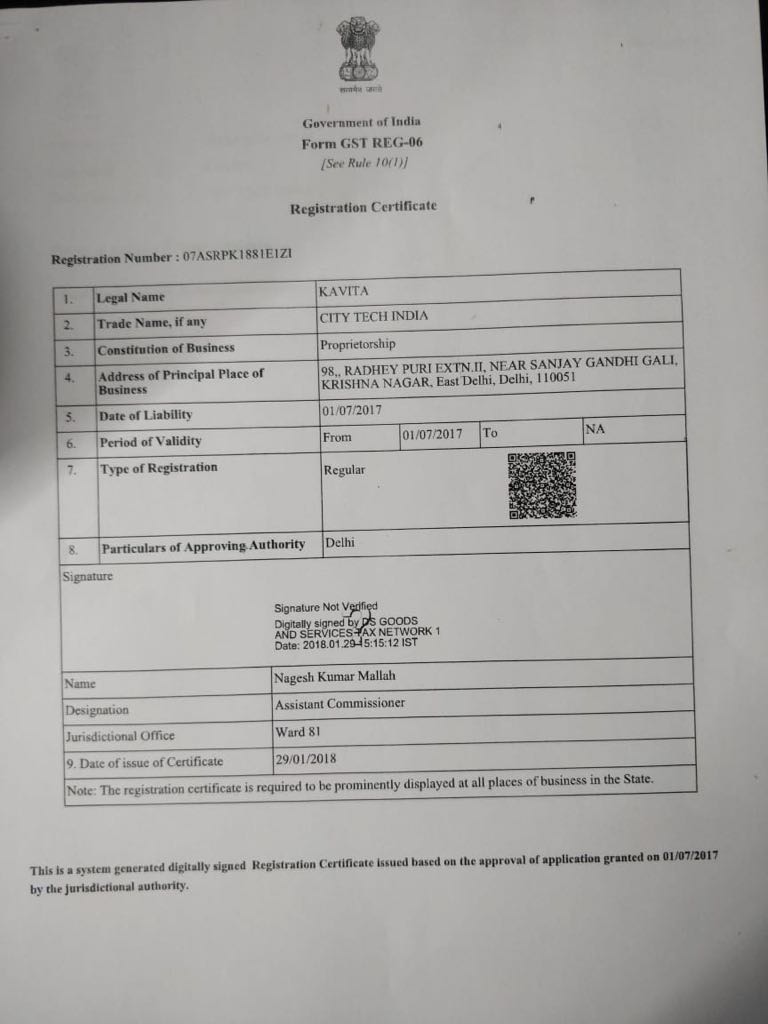 सत्यमेव जयते
Government of India
Form GST REG-06
[See Rule 10(1)]
Registration Certificate
Registration Number : 07ASRPK1881E1ZI
1. Legal Name KAVITA
2. Trade Name, if any CITY TECH INDIA
3. Constitution of Business Proprietorship
4. Address of Principal Place of Business 98,, RADHEY PURI EXTN.II, NEAR SANJAY GANDHI GALI,
KRISHNA NAGAR, East Delhi, Delhi, 110051
5. Date of Liability 01/07/2017
6. Period of Validity From 01/07/2017 To NA
7. Type of Registration Regular
8. Particulars of Approving Authority Delhi
Signature
Signature Not Verified
Digitally signed by DS GOODS
AND SERVICES TAX NETWORK 1
Date: 2018.01.29 15:15:12 IST
Name Nagesh Kumar Mallah
Designation Assistant Commissioner
Jurisdictional Office Ward 81
9. Date of issue of Certificate 29/01/2018
Note: The registration certificate is required to be prominently displayed at all places of business in the State.
This is a system generated digitally signed Registration Certificate issued based on the approval of application granted on 01/07/2017
by the jurisdictional authority.